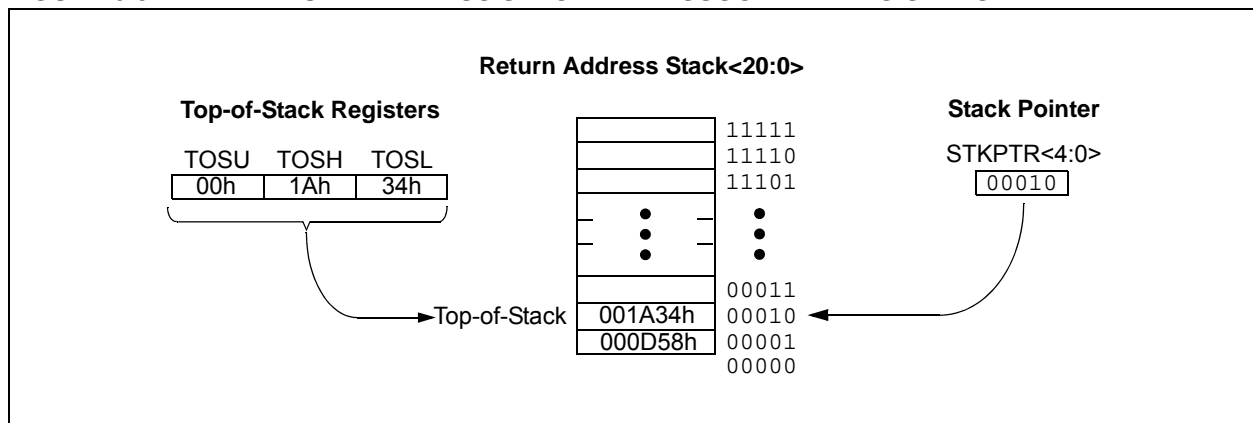 Return Address Stack<20:0>
Top-of-Stack Registers
Stack Pointer
TOSU TOSH TOSL
STKPTR<4:0>
00h 1Ah 34h
00010
11111
11110
11101
00011
Top-of-Stack 001A34h 00010
000D58h 00001
00000